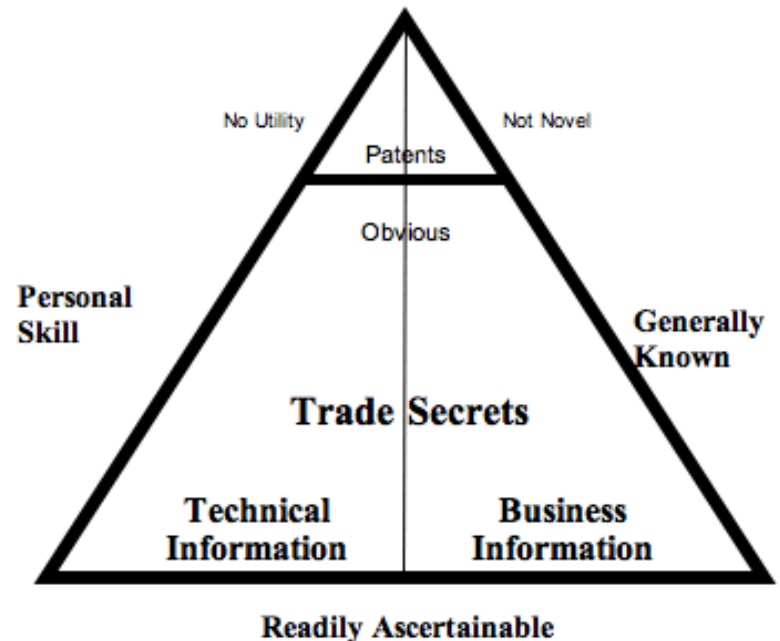 No Utility
Not Novel
Patents
Obvious
Personal
Skill
Generally
Known
Trade Secrets
Technical
Information
Business
Information
Readily Ascertainable